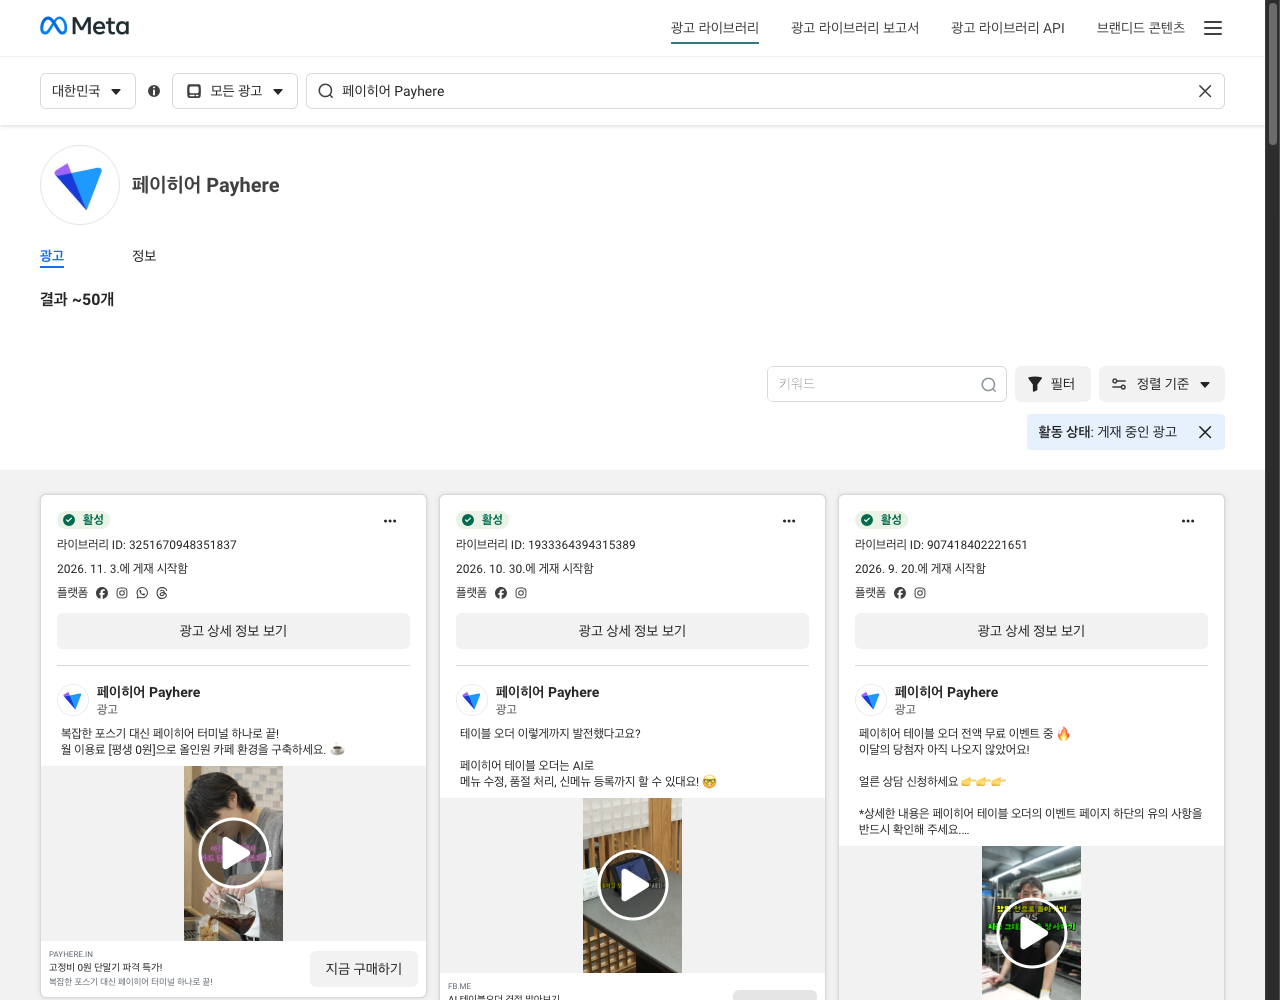 Meta
광고 라이브러리
광고 라이브러리 보고서
광고 라이브러리 API
브랜디드 콘텐츠
대한민국
모든 광고
페이히어 Payhere
페이히어 Payhere
광고
정보
결과 ~50개
키워드
필터
정렬 기준
활동 상태: 게재 중인 광고
활성
라이브러리 ID: 3251670948351837
2026. 11. 3.에 게재 시작함
플랫폼
광고 상세 정보 보기
페이히어 Payhere
광고
복잡한 포스기 대신 페이히어 터미널 하나로 끝!
월 이용료 [평생 0원]으로 올인원 카페 환경을 구축하세요. ☕
PAYHERE.IN
고정비 0원 단말기 파격 특가!
복잡한 포스기 대신 페이히어 터미널 하나로 끝!
지금 구매하기
활성
라이브러리 ID: 1933364394315389
2026. 10. 30.에 게재 시작함
플랫폼
광고 상세 정보 보기
페이히어 Payhere
광고
테이블 오더 이렇게까지 발전했다고요?
페이히어 테이블 오더는 AI로
메뉴 수정, 품절 처리, 신메뉴 등록까지 할 수 있대요! 🤓
FB.ME
활성
라이브러리 ID: 907418402221651
2026. 9. 20.에 게재 시작함
플랫폼
광고 상세 정보 보기
페이히어 Payhere
광고
페이히어 테이블 오더 전액 무료 이벤트 중 🔥
이달의 당첨자 아직 나오지 않았어요!
얼른 상담 신청하세요 👉👉👉
*상세한 내용은 페이히어 테이블 오더의 이벤트 페이지 하단의 유의 사항을
반드시 확인해 주세요....